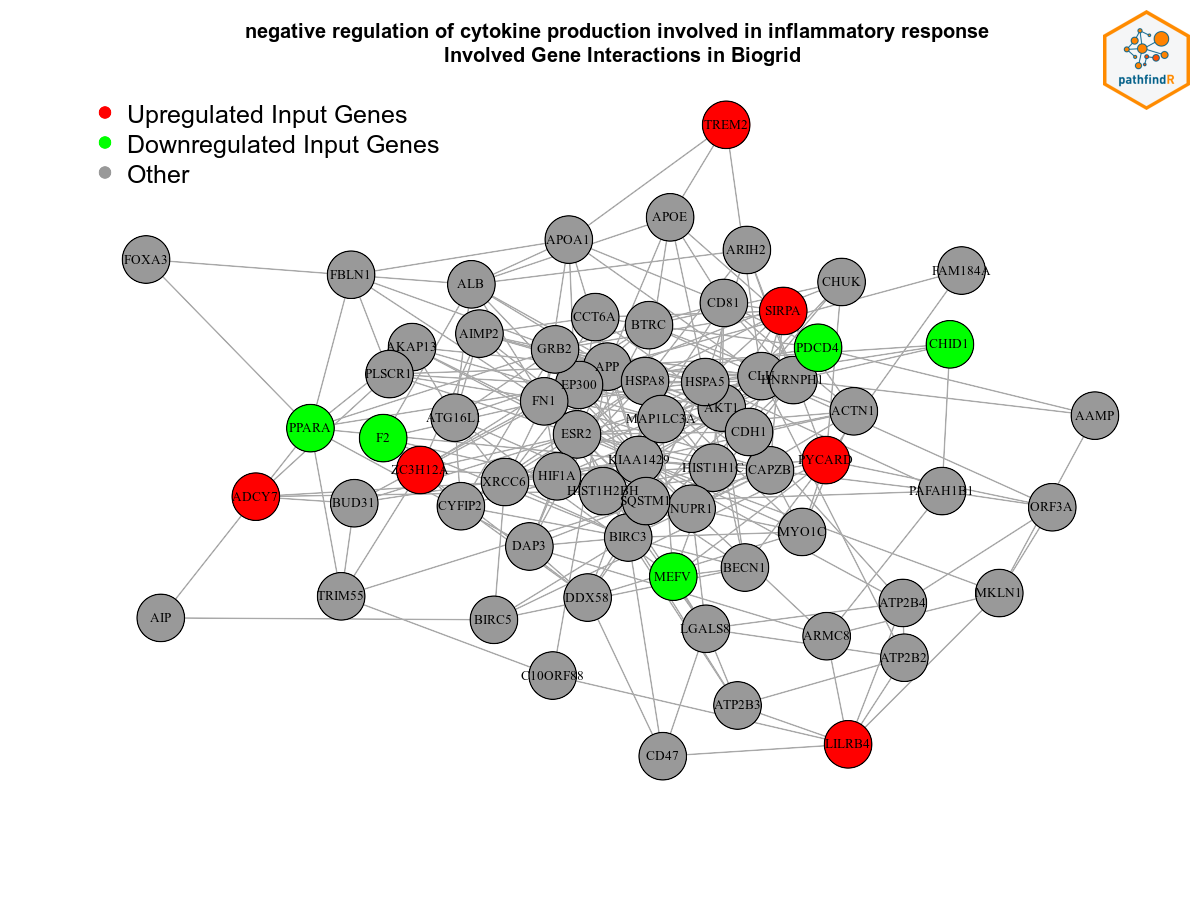 negative regulation of cytokine production involved in inflammatory response
Involved Gene Interactions in Biogrid
pathfindR
Upregulated Input Genes
Downregulated Input Genes
Other
TREM2
APOE
APOA1
ARIH2
FOXA3
FBLN1
ALB
CHUK
FAM184A
CD81
SIRPA
CCT6A
BTRC
AIMP2
AKAP13
GRB2
PDCD4
CHID1
PLSCR1
APP
EP300
HSPA8
HSPA5
HNRNPH1
FN1
AKT1
ACTN1
AAMP
ATG16L
MAP1LC3A
PPARA
F2
ESR2
CDH1
KIAA1429
PYCARD
ZC3H12A
HIF1A
HIST1H1C
CAPZB
XRCC6
HIST1H2BH
PAFAH1B1
ADCY7
BUD31
CYFIP2
SQSTM1
NUPR1
ORF3A
DAP3
BIRC3
MYO1C
MEFV
BECN1
TRIM55
DDX58
ATP2B4
MKLN1
AIP
BIRC5
LGALS8
ARMC8
ATP2B2
C10ORF88
ATP2B3
CD47
LILRB4